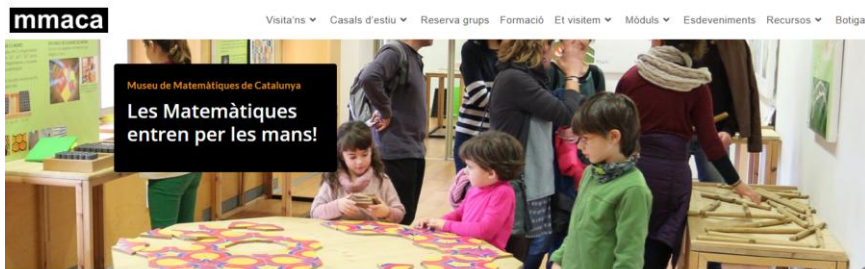 mmaca
Visita'ns Casals d'estiu Reserva grups Formació Et visitem Mòduls Esdeveniments Recursos Botiga
Museu de Matemàtiques de Catalunya
Les Matemàtiques
entren per les mans!